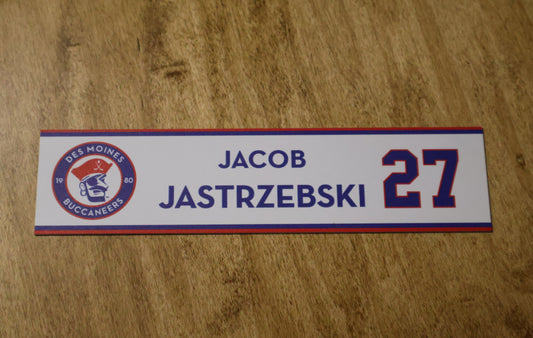 DES MOINES
19 80
BUCCANEERS
JACOB
JASTRZEBSKI
27